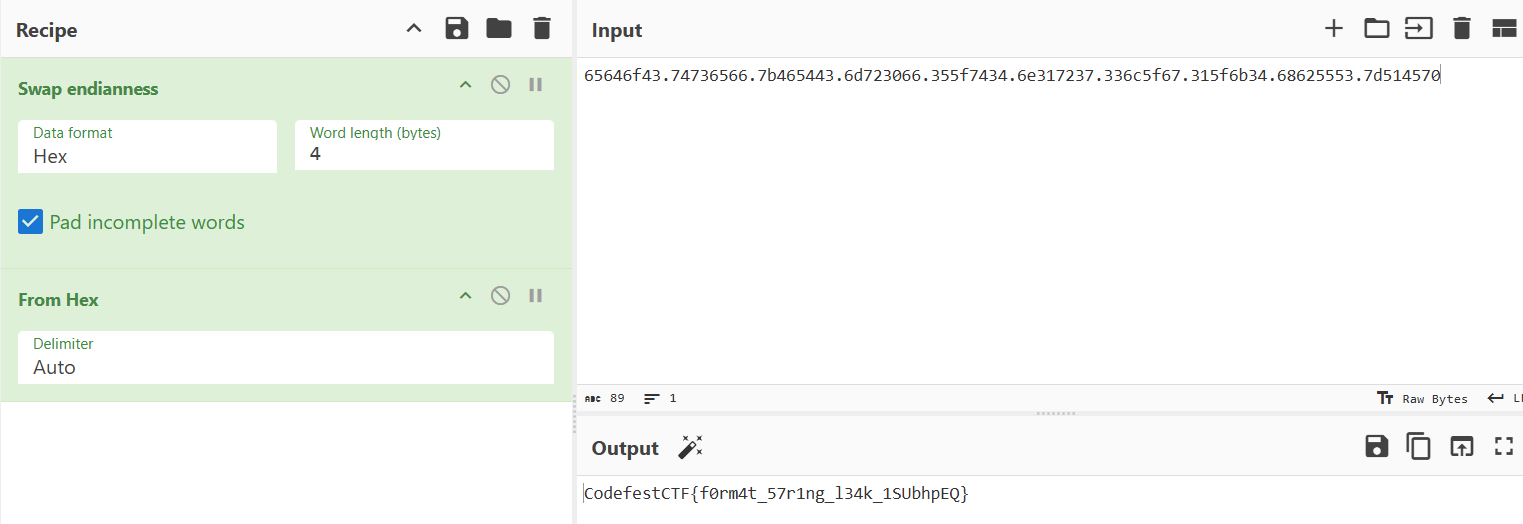 Recipe
Swap endianness
Data format
Hex
Word length (bytes)
4
Pad incomplete words
From Hex
Delimiter
Auto
Input
65646f43.74736566.7b465443.6d723066.355f7434.6e317237.336c5f67.315f6b34.68625553.7d514570
ABC 89 1
Raw Bytes
Output
CodefestCTF{f0rm4t_57r1ng_l34k_1SUbhpEQ}